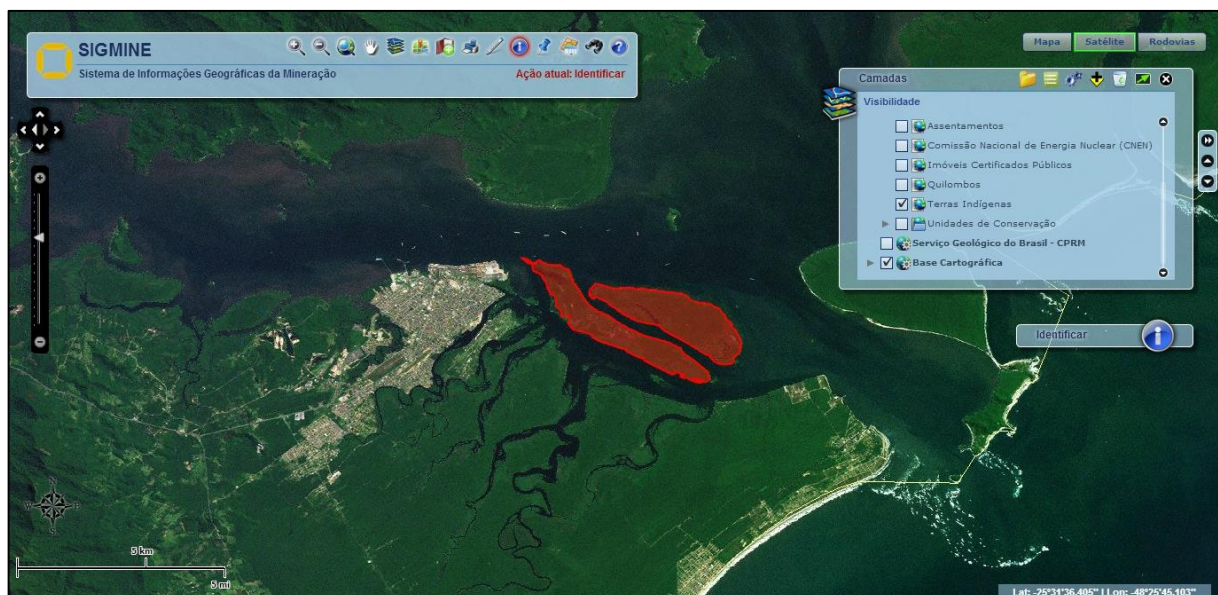 SIGMINE
Sistema de Informações Geográficas da Mineração
Ação atual: Identificar
Mapa
Satélite
Rodovias
Camadas
Visibilidade
Assentamentos
Comissão Nacional de Energia Nuclear (CNEN)
Imóveis Certificados Públicos
Quilombos
Terras Indígenas
Unidades de Conservação
Serviço Geológico do Brasil - CPRM
Base Cartográfica
Identificar
N
W
E
S
5 km
5 mi
Lat: -25°31'36.405" | Lon: -48°25'45.103"